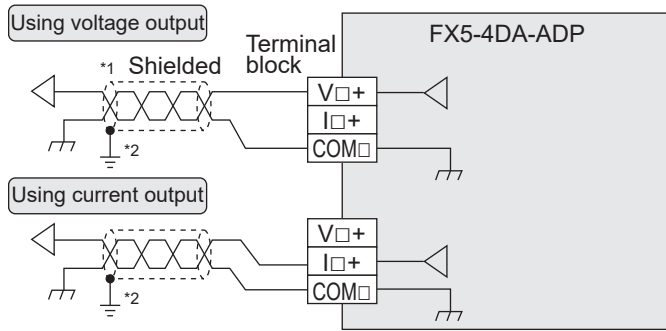 Using voltage output
FX5-4DA-ADP
Terminal
block
*1 Shielded
V□+
I□+
COM□
*2
Using current output
V□+
I□+
COM□
*2